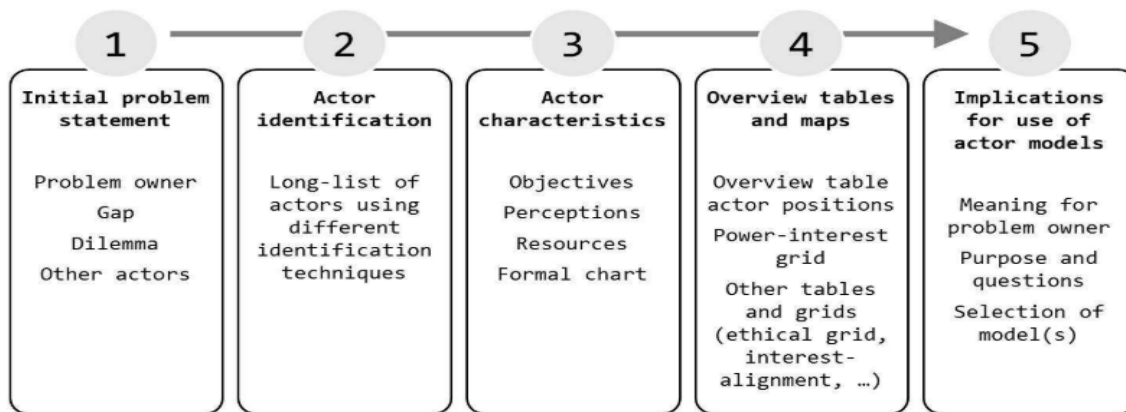 1
Initial problem
statement
Problem owner
Gap
Dilemma
Other actors
2
Actor
identification
Long-list of
actors using
different
identification
techniques
3
Actor
characteristics
Objectives
Perceptions
Resources
Formal chart
4
Overview tables
and maps
Overview table
actor positions
Power-interest
grid
Other tables
and grids
(ethical grid,
interest-
alignment, …)
5
Implications
for use of
actor models
Meaning for
problem owner
Purpose and
questions
Selection of
model(s)